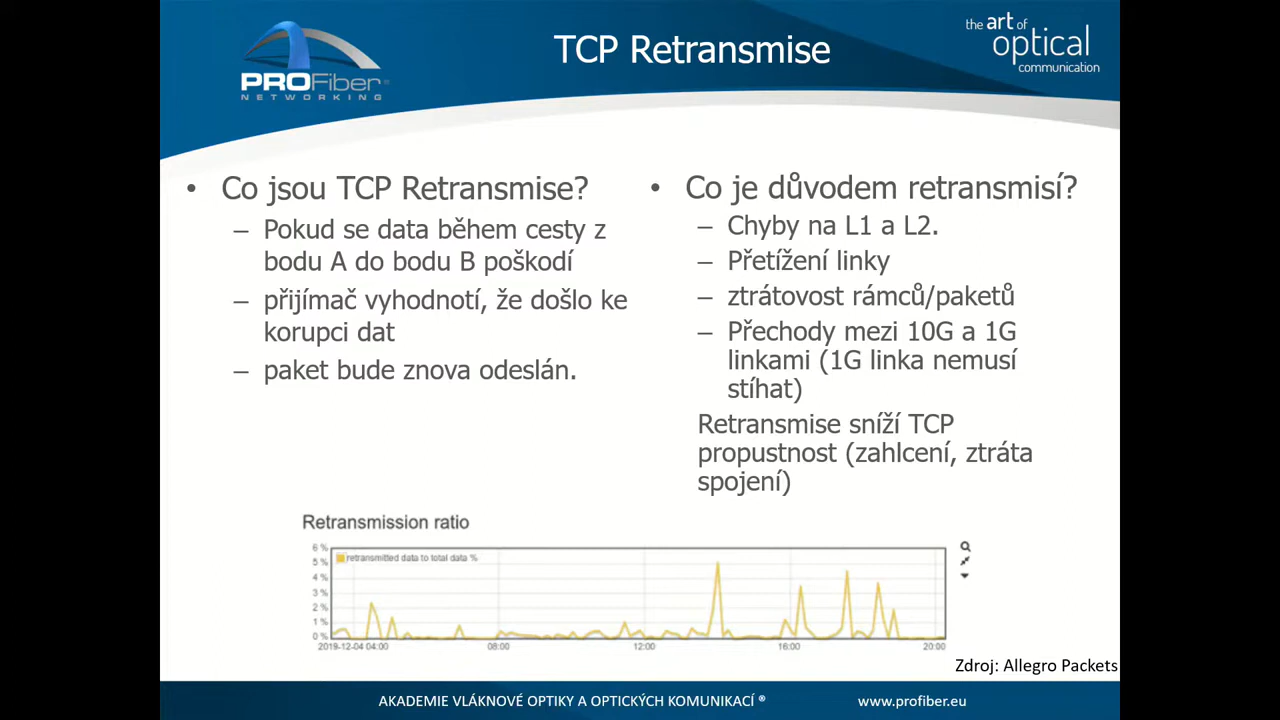 PROFiber
NETWORKING
TCP Retransmise
the art of
optical
communication
• Co jsou TCP Retransmise?
– Pokud se data během cesty z
bodu A do bodu B poškodí
– přijímač vyhodnotí, že došlo ke
korupci dat
– paket bude znova odeslán.
• Co je důvodem retransmisí?
– Chyby na L1 a L2.
– Přetížení linky
– ztrátovost rámců/paketů
– Přechody mezi 10G a 1G
linkami (1G linka nemusí
stíhat)
Retransmise sníží TCP
propustnost (zahlcení, ztráta
spojení)
Retransmission ratio
retransmitted data to total data %
6 %
5 %
4 %
3 %
2 %
1 %
0 %
2019-12-04 04:00 08:00 12:00 16:00 20:00
Zdroj: Allegro Packets
AKADEMIE VLÁKNOVÉ OPTIKY A OPTICKÝCH KOMUNIKACÍ ® www.profiber.eu